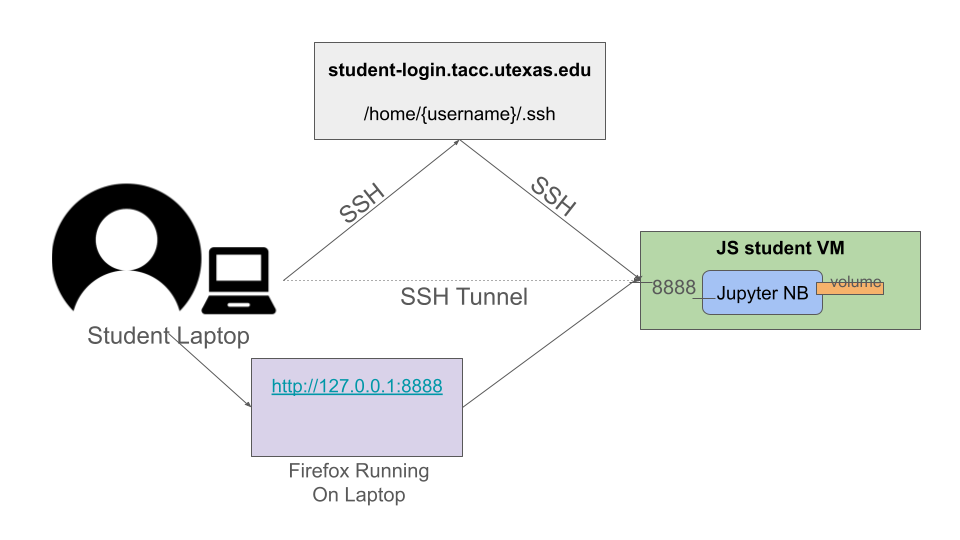 student-login.tacc.utexas.edu
/home/{username}/.ssh
SSH
SSH
JS student VM
8888
Jupyter NB
volume
SSH Tunnel
Student Laptop
http://127.0.0.1:8888
Firefox Running
On Laptop